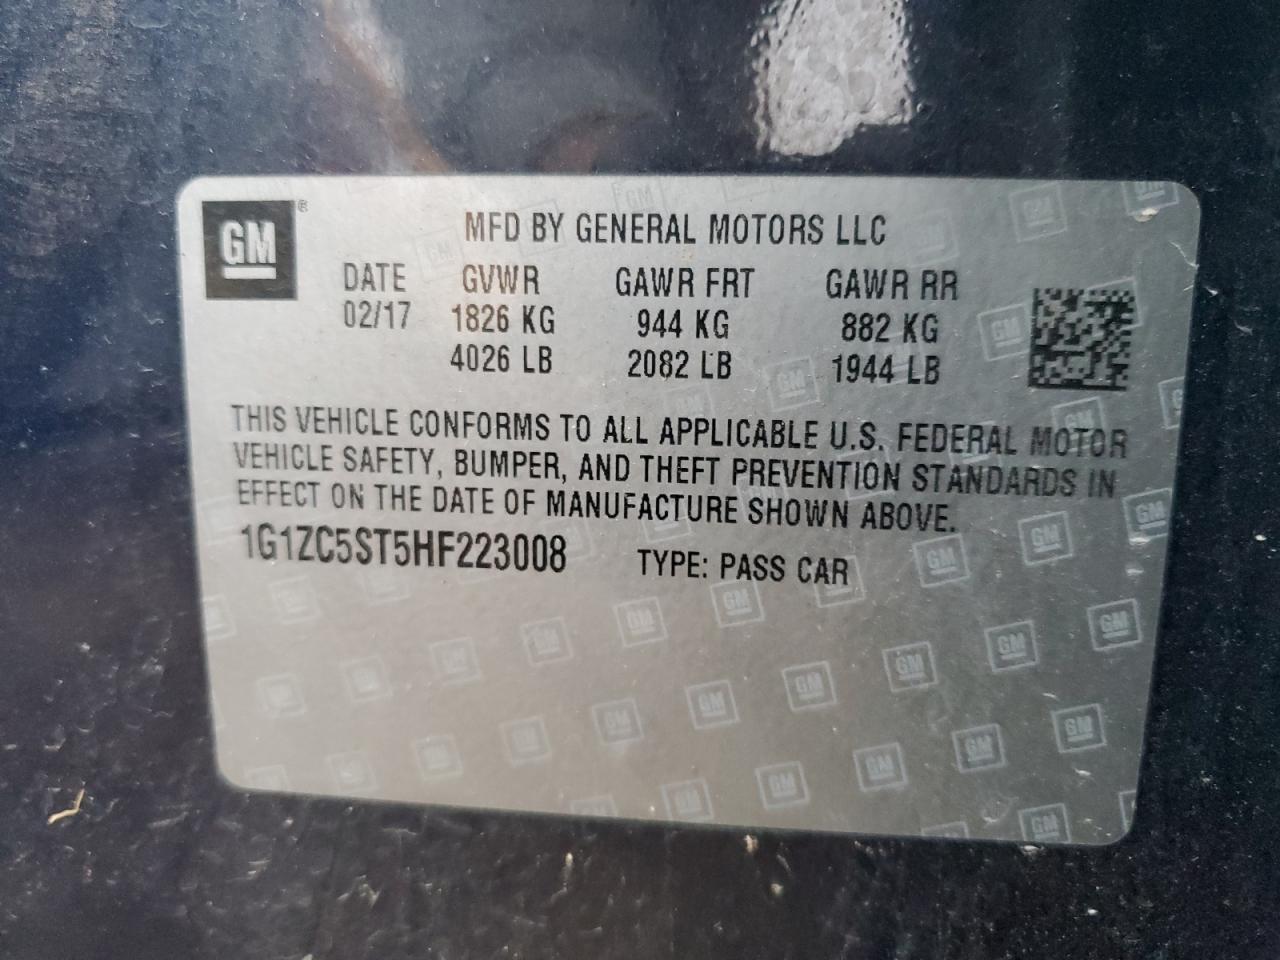 GM®
MFD BY GENERAL MOTORS LLC
DATE GVWR GAWR FRT GAWR RR
02/17 1826 KG 944 KG 882 KG
4026 LB 2082 LB 1944 LB
THIS VEHICLE CONFORMS TO ALL APPLICABLE U.S. FEDERAL MOTOR
VEHICLE SAFETY, BUMPER, AND THEFT PREVENTION STANDARDS IN
EFFECT ON THE DATE OF MANUFACTURE SHOWN ABOVE.
1G1ZC5ST5HF223008 TYPE: PASS CAR